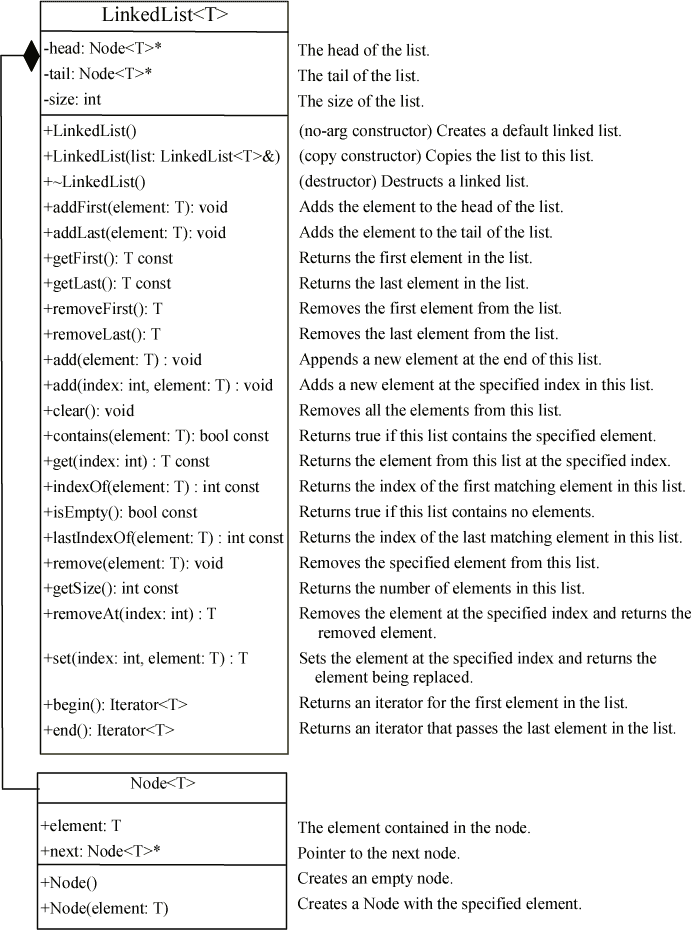 LinkedList<T>
-head: Node<T>* The head of the list.
-tail: Node<T>* The tail of the list.
-size: int The size of the list.
+LinkedList() (no-arg constructor) Creates a default linked list.
+LinkedList(list: LinkedList<T>&) (copy constructor) Copies the list to this list.
+~LinkedList() (destructor) Destructs a linked list.
+addFirst(element: T): void Adds the element to the head of the list.
+addLast(element: T): void Adds the element to the tail of the list.
+getFirst(): T const Returns the first element in the list.
+getLast(): T const Returns the last element in the list.
+removeFirst(): T Removes the first element from the list.
+removeLast(): T Removes the last element from the list.
+add(element: T) : void Appends a new element at the end of this list.
+add(index: int, element: T) : void Adds a new element at the specified index in this list.
+clear(): void Removes all the elements from this list.
+contains(element: T): bool const Returns true if this list contains the specified element.
+get(index: int) : T const Returns the element from this list at the specified index.
+indexOf(element: T) : int const Returns the index of the first matching element in this list.
+isEmpty(): bool const Returns true if this list contains no elements.
+lastIndexOf(element: T) : int const Returns the index of the last matching element in this list.
+remove(element: T): void Removes the specified element from this list.
+getSize(): int const Returns the number of elements in this list.
+removeAt(index: int) : T Removes the element at the specified index and returns the
removed element.
+set(index: int, element: T) : T Sets the element at the specified index and returns the
element being replaced.
+begin(): Iterator<T> Returns an iterator for the first element in the list.
+end(): Iterator<T> Returns an iterator that passes the last element in the list.
Node<T>
+element: T The element contained in the node.
+next: Node<T>* Pointer to the next node.
+Node() Creates an empty node.
+Node(element: T) Creates a Node with the specified element.